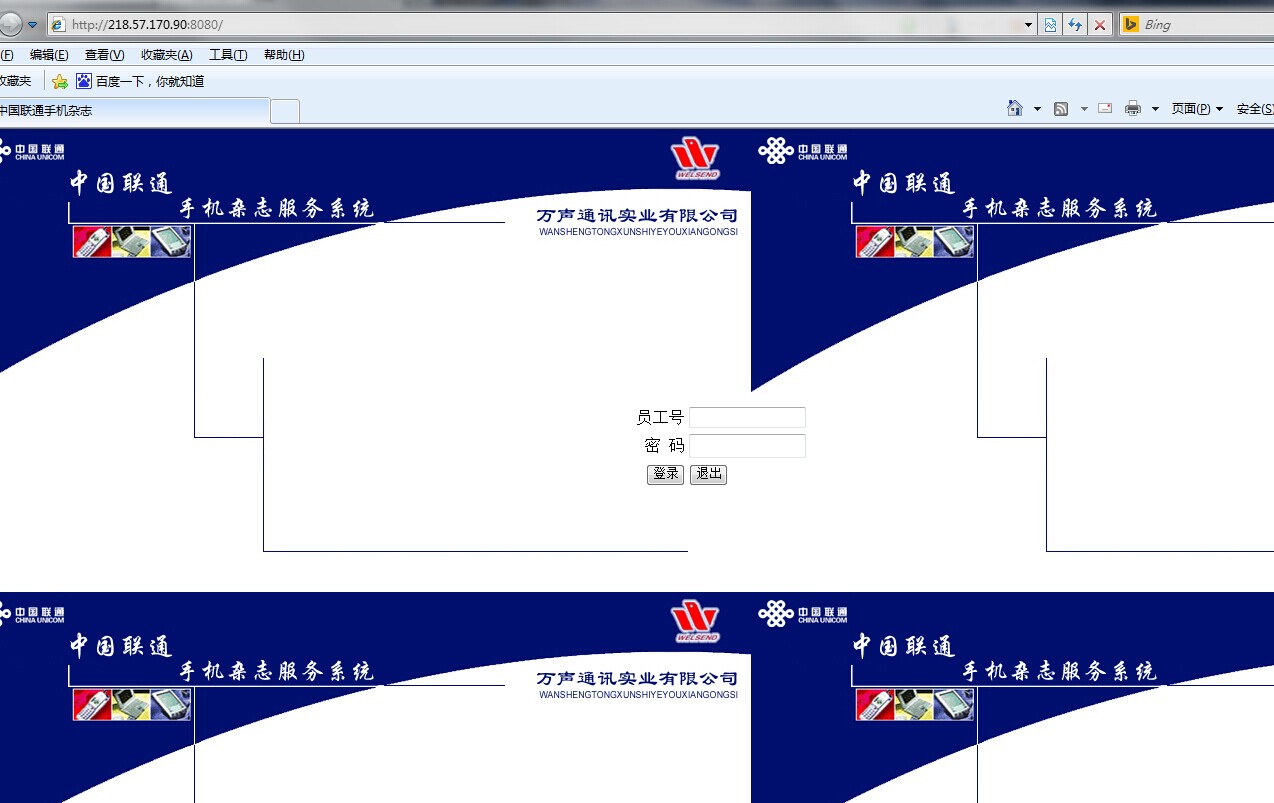 http://218.57.170.90:8080/
Bing
(F) 编辑(E) 查看(V) 收藏夹(A) 工具(T) 帮助(H)
收藏夹 百度一下，你就知道
中国联通手机杂志
页面(P) 安全(S)
中国联通
CHINA UNICOM
中国联通
手机杂志服务系统
WELSEND
万声通讯实业有限公司
WANSHENGTONGXUNSHIYEYOUXIANGONGSI
中国联通
CHINA UNICOM
中国联通
手机杂志服务系统
员工号
密 码
登录 退出
中国联通
CHINA UNICOM
中国联通
手机杂志服务系统
WELSEND
万声通讯实业有限公司
WANSHENGTONGXUNSHIYEYOUXIANGONGSI
中国联通
CHINA UNICOM
中国联通
手机杂志服务系统